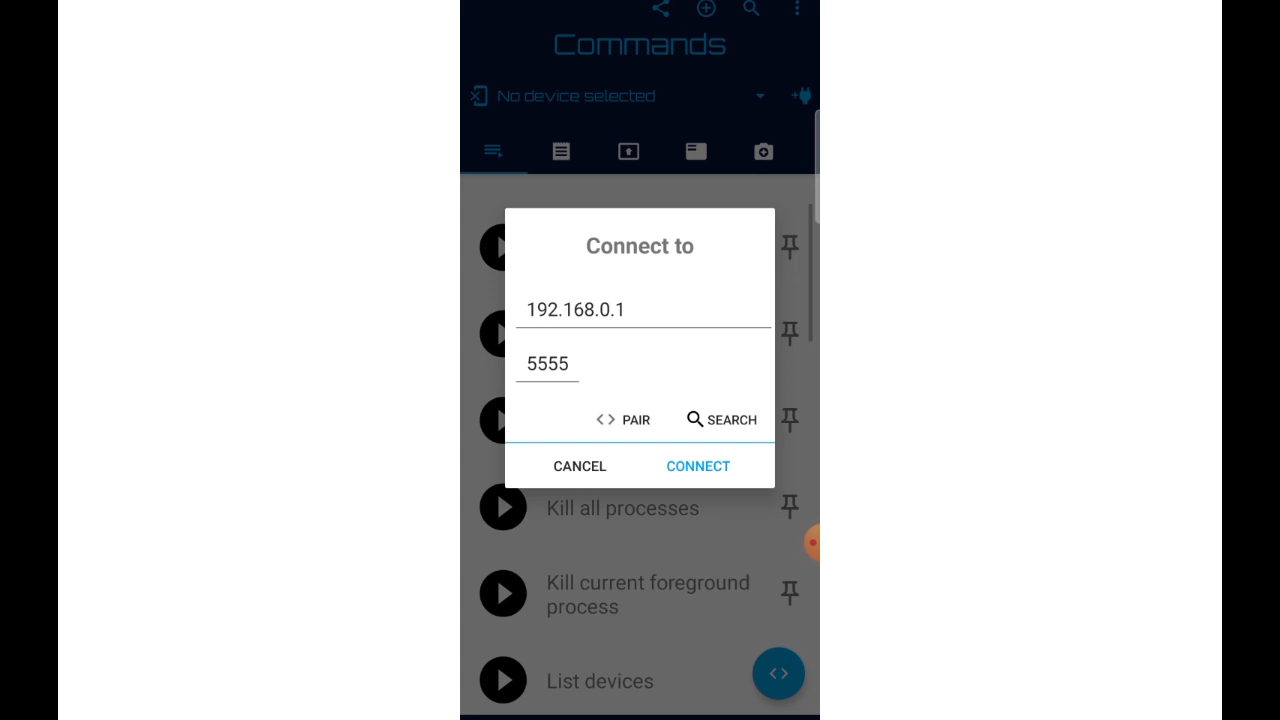 Commands
No device selected
Connect to
192.168.0.1
5555
PAIR
SEARCH
CANCEL
CONNECT
Kill all processes
Kill current foreground
process
List devices